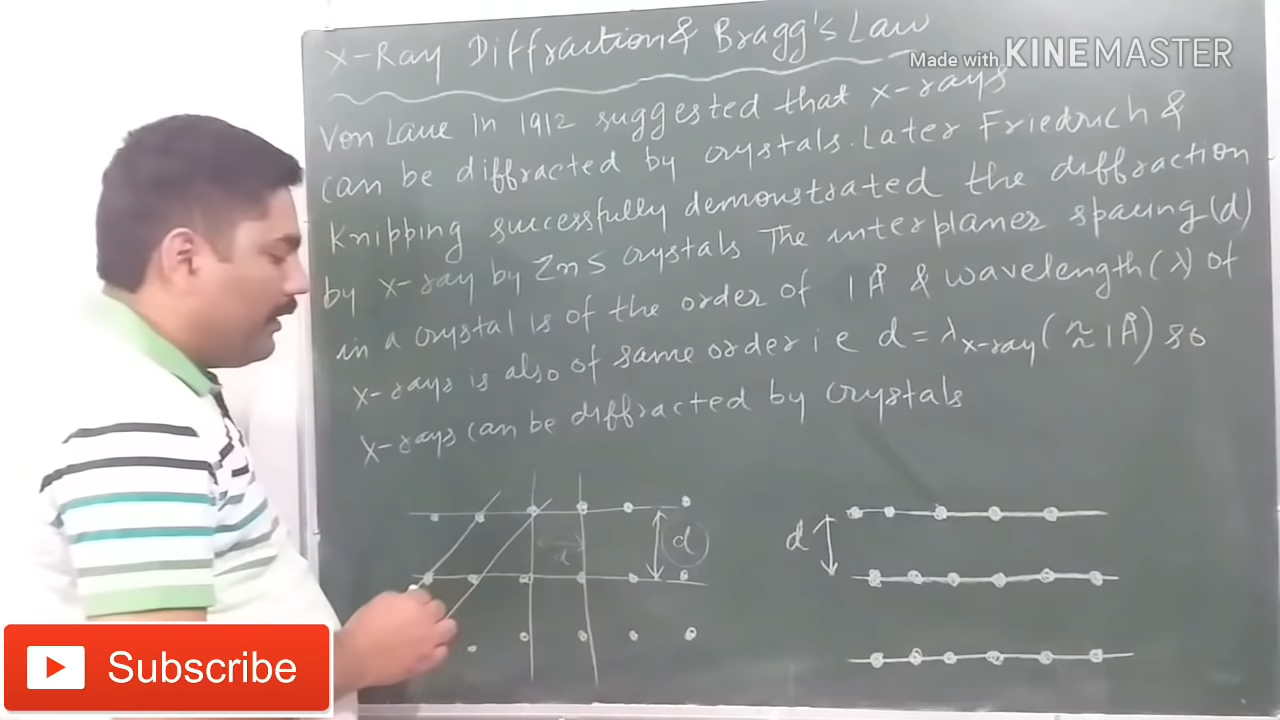 X-Ray Diffraction & Bragg's Law
Made with KINEMASTER
Von Laue in 1912 suggested that x-rays
can be diffracted by crystals. Later Friedrich &
Knipping successfully demonstrated the diffraction
by x-ray by ZnS crystals The interplaner spacing (d)
in a crystal is of the order of 1 Å & wavelength (λ) of
x-rays is also of same order i e d = λ x-ray (≈ 1 Å) so
x-rays can be diffracted by crystals
d
d
d
Subscribe